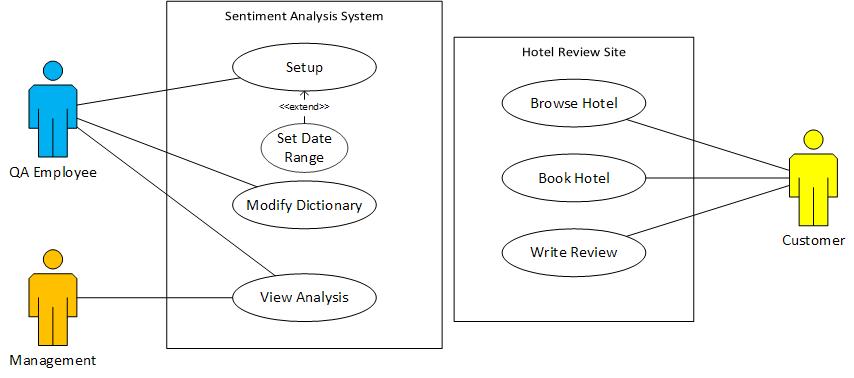 Sentiment Analysis System
Hotel Review Site
Setup
<<extend>>
Set Date
Range
Modify Dictionary
View Analysis
QA Employee
Management
Browse Hotel
Book Hotel
Write Review
Customer